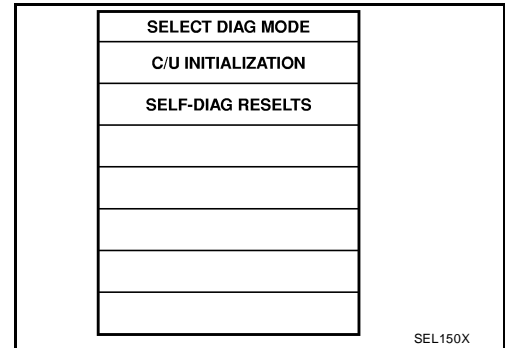 SELECT DIAG MODE
C/U INITIALIZATION
SELF-DIAG RESELTS
SEL150X